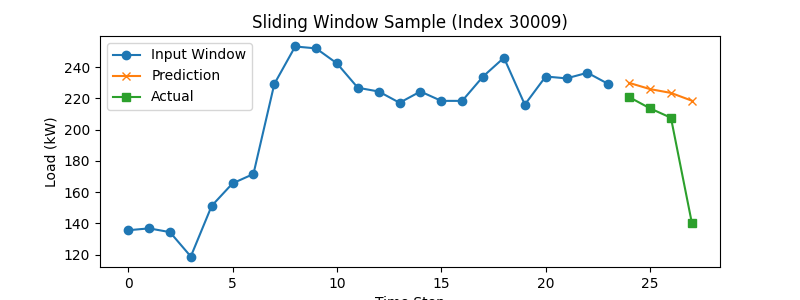 Sliding Window Sample (Index 30009)
Input Window
Prediction
Actual
Load (kW)
240
220
200
180
160
140
120
0 5 10 15 20 25
Time Step